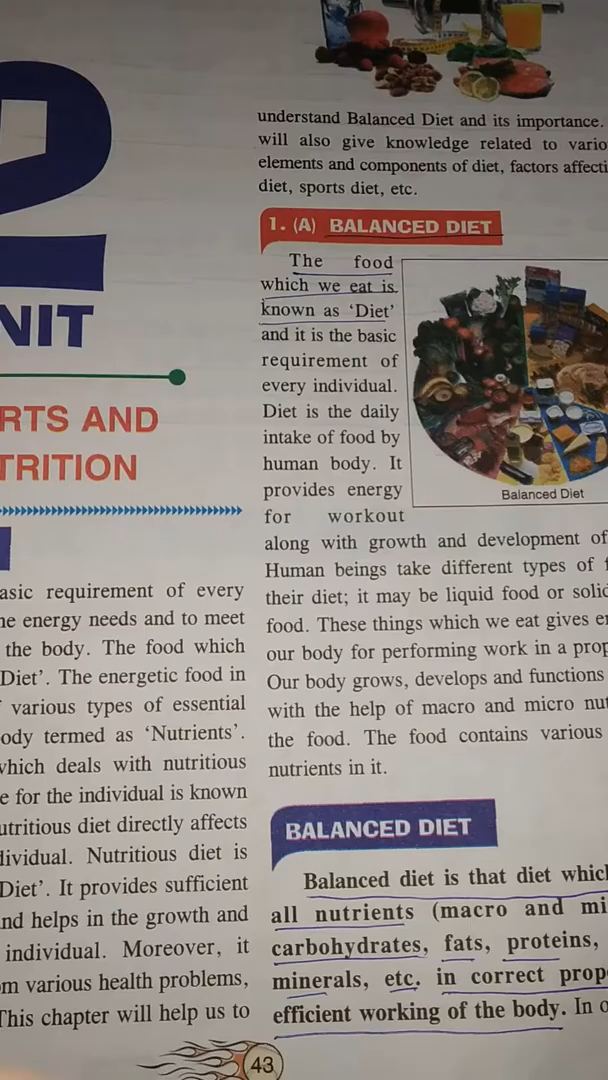 2
NIT
RTS AND
TRITION
asic requirement of every
he energy needs and to meet
the body. The food which
Diet’. The energetic food in
various types of essential
ody termed as ‘Nutrients’.
which deals with nutritious
e for the individual is known
utritious diet directly affects
dividual. Nutritious diet is
Diet’. It provides sufficient
nd helps in the growth and
individual. Moreover, it
m various health problems,
This chapter will help us to
understand Balanced Diet and its importance.
will also give knowledge related to vario
elements and components of diet, factors affecti
diet, sports diet, etc.
1. (A) BALANCED DIET
The food
which we eat is
known as ‘Diet’
and it is the basic
requirement of
every individual.
Diet is the daily
intake of food by
human body. It
provides energy
for workout
Balanced Diet
along with growth and development of
Human beings take different types of f
their diet; it may be liquid food or solid
food. These things which we eat gives e
our body for performing work in a prop
Our body grows, develops and functions
with the help of macro and micro nut
the food. The food contains various
nutrients in it.
BALANCED DIET
Balanced diet is that diet which
all nutrients (macro and mi
carbohydrates, fats, proteins,
minerals, etc. in correct prop
efficient working of the body. In o
43